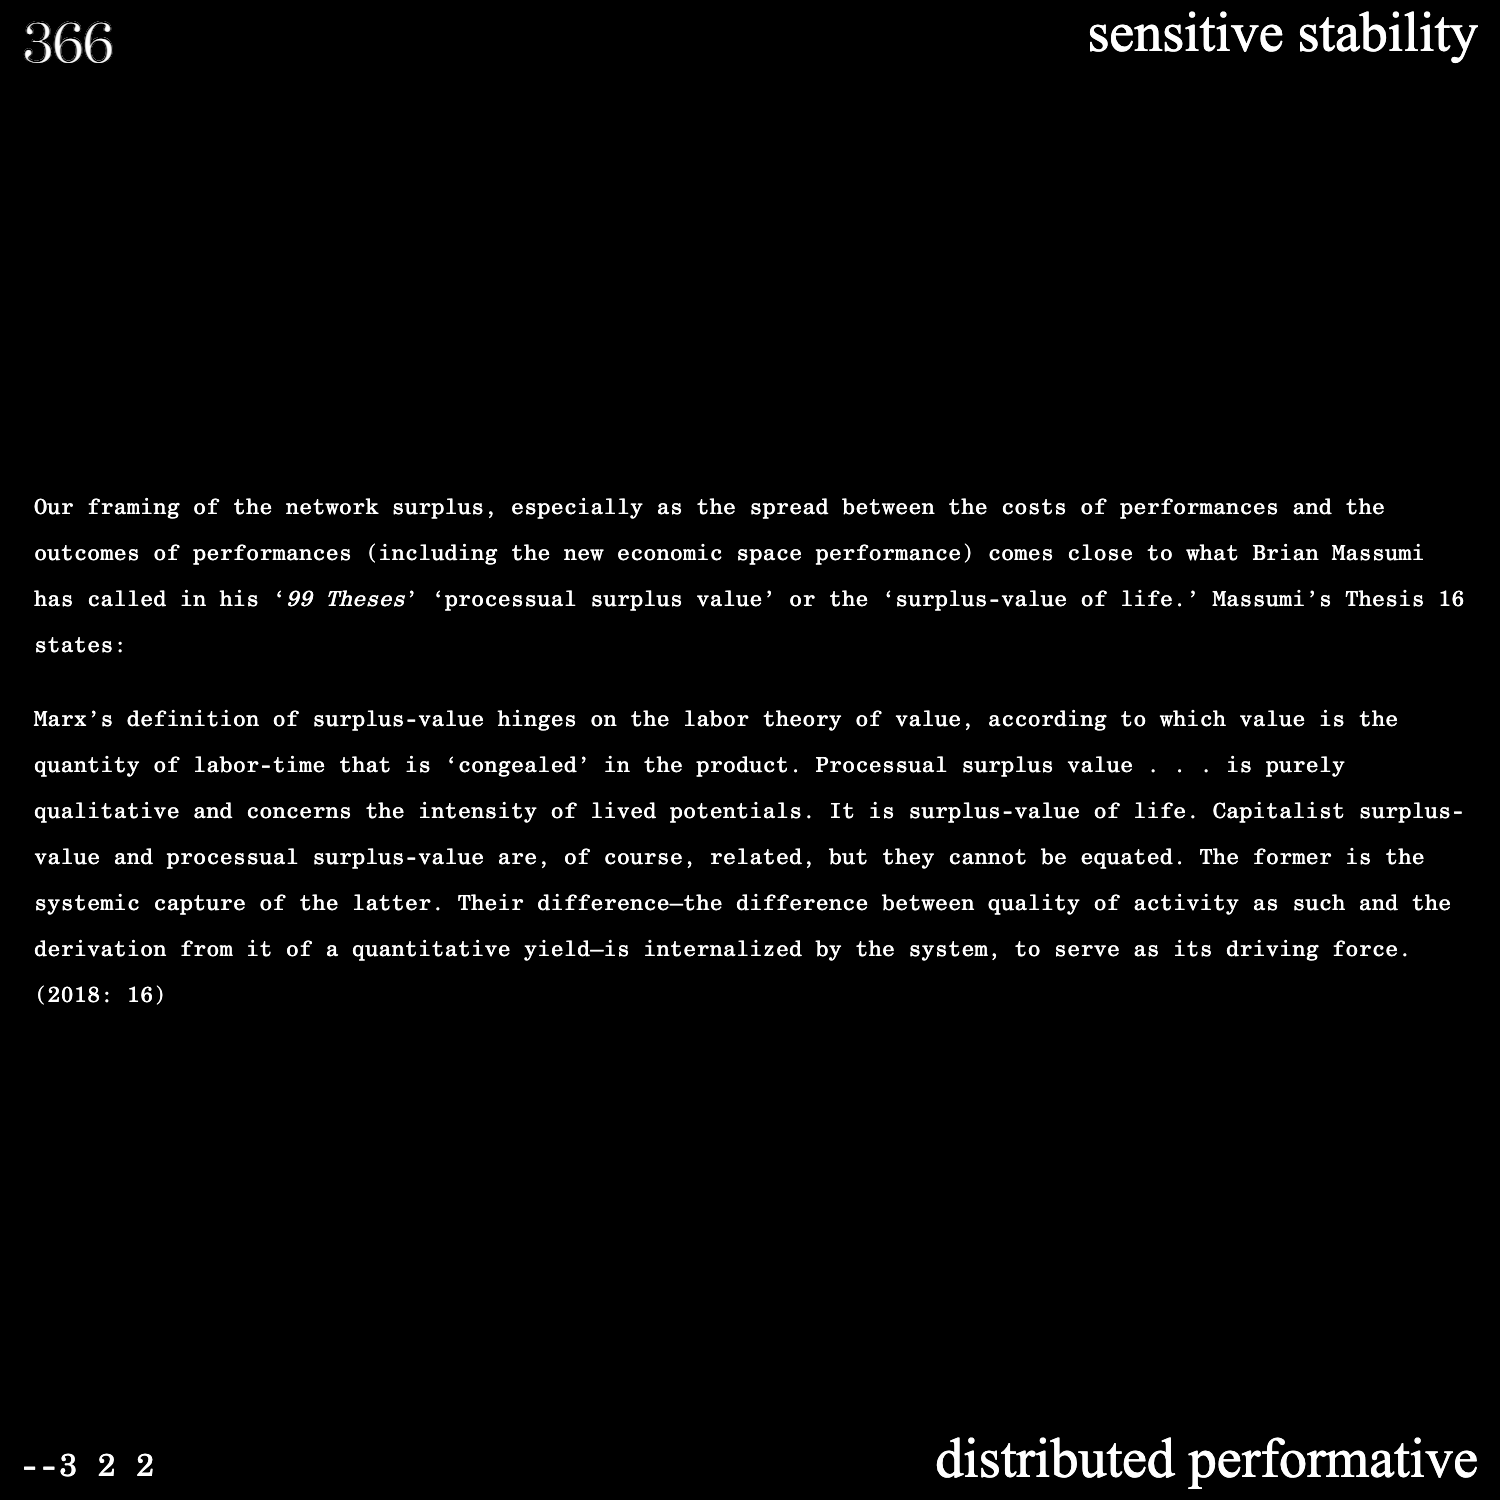 366
sensitive stability
Our framing of the network surplus, especially as the spread between the costs of performances and the
outcomes of performances (including the new economic space performance) comes close to what Brian Massumi
has called in his ‘99 Theses’ ‘processual surplus value’ or the ‘surplus-value of life.’ Massumi’s Thesis 16
states:
Marx’s definition of surplus-value hinges on the labor theory of value, according to which value is the
quantity of labor-time that is ‘congealed’ in the product. Processual surplus value . . . is purely
qualitative and concerns the intensity of lived potentials. It is surplus-value of life. Capitalist surplus-
value and processual surplus-value are, of course, related, but they cannot be equated. The former is the
systemic capture of the latter. Their difference—the difference between quality of activity as such and the
derivation from it of a quantitative yield—is internalized by the system, to serve as its driving force.
(2018: 16)
--3 2 2
distributed performative